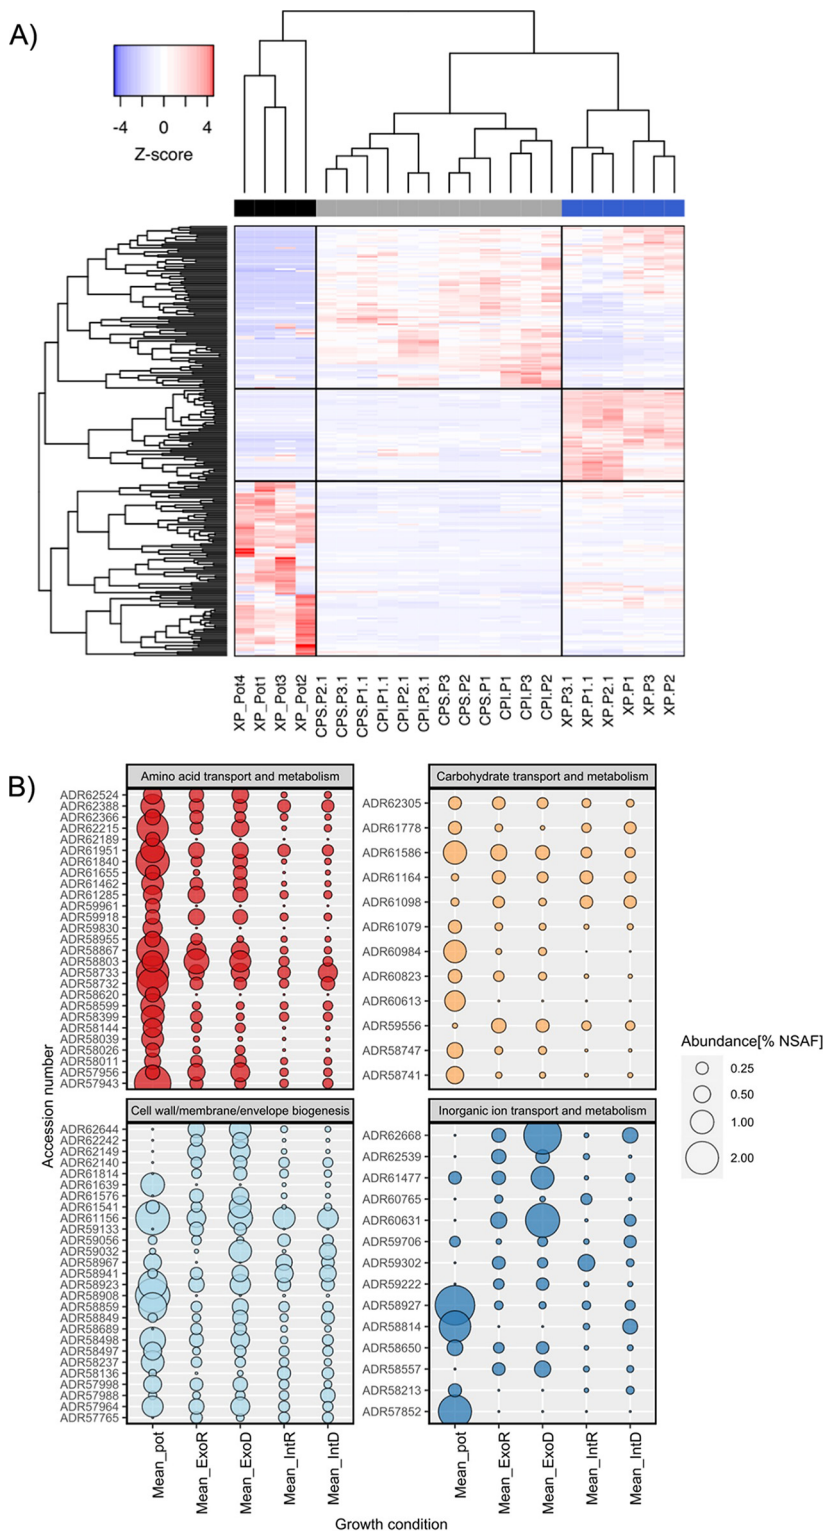 A)
-4 0 4
Z-score
XP_Pot4
XP_Pot1
XP_Pot3
XP_Pot2
CPS.P2.1
CPS.P3.1
CPS.P1.1
CPI.P1.1
CPI.P2.1
CPI.P3.1
CPS.P3
CPS.P2
CPS.P1
CPI.P1
CPI.P3
CPI.P2
XP.P3.1
XP.P1.1
XP.P2.1
XP.P1
XP.P3
XP.P2
B)
Accession number
Amino acid transport and metabolism
ADR62524
ADR62388
ADR62366
ADR62215
ADR62189
ADR61951
ADR61840
ADR61655
ADR61462
ADR61285
ADR59961
ADR59918
ADR59830
ADR58955
ADR58867
ADR58803
ADR58733
ADR58732
ADR58620
ADR58599
ADR58399
ADR58144
ADR58039
ADR58026
ADR58011
ADR57956
ADR57943
Carbohydrate transport and metabolism
ADR62305
ADR61778
ADR61586
ADR61164
ADR61098
ADR61079
ADR60984
ADR60823
ADR60613
ADR59556
ADR58747
ADR58741
Cell wall/membrane/envelope biogenesis
ADR62644
ADR62242
ADR62149
ADR62140
ADR61814
ADR61639
ADR61576
ADR61541
ADR61156
ADR59133
ADR59056
ADR59032
ADR58967
ADR58941
ADR58923
ADR58908
ADR58859
ADR58849
ADR58689
ADR58498
ADR58497
ADR58237
ADR58136
ADR57998
ADR57988
ADR57964
ADR57765
Inorganic ion transport and metabolism
ADR62668
ADR62539
ADR61477
ADR60765
ADR60631
ADR59706
ADR59302
ADR59222
ADR58927
ADR58814
ADR58650
ADR58557
ADR58213
ADR57852
Mean_pot
Mean_ExoR
Mean_ExoD
Mean_IntR
Mean_IntD
Mean_pot
Mean_ExoR
Mean_ExoD
Mean_IntR
Mean_IntD
Growth condition
Abundance[% NSAF]
0.25
0.50
1.00
2.00